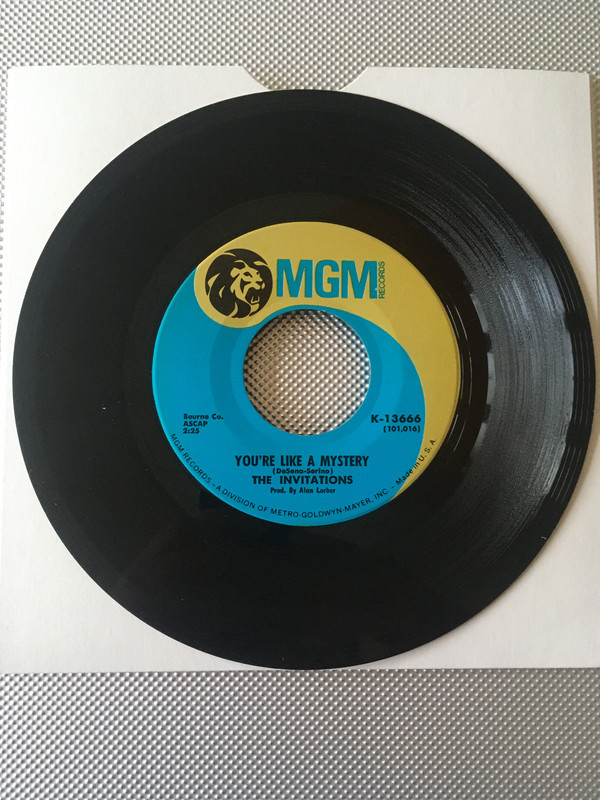 MGM
RECORDS
Bourne Co.
ASCAP
2:25
K-13666
(101,016)
YOU'RE LIKE A MYSTERY
(DeSeno-Sorino)
THE INVITATIONS
Prod. By Alan Lorber
MGM RECORDS – A DIVISION OF METRO-GOLDWYN-MAYER, INC. – Made in U.S.A.